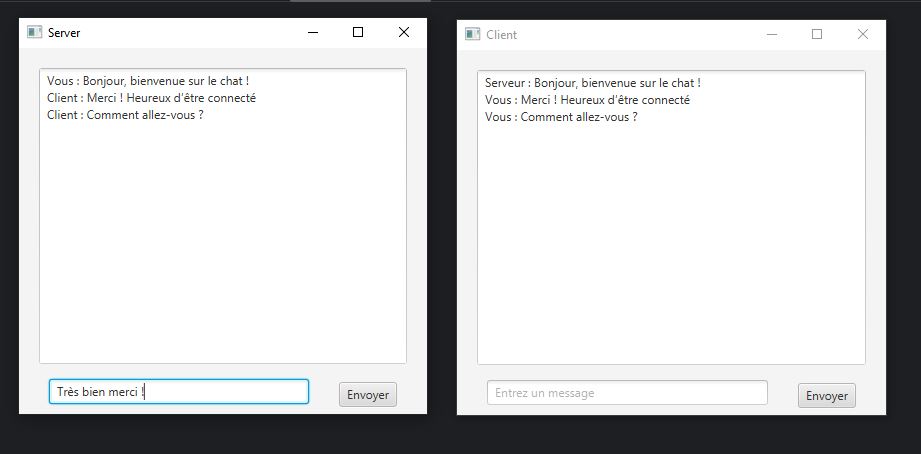 Server
Vous : Bonjour, bienvenue sur le chat !
Client : Merci ! Heureux d'être connecté
Client : Comment allez-vous ?
Très bien merci !
Envoyer
Client
Serveur : Bonjour, bienvenue sur le chat !
Vous : Merci ! Heureux d'être connecté
Vous : Comment allez-vous ?
Entrez un message
Envoyer